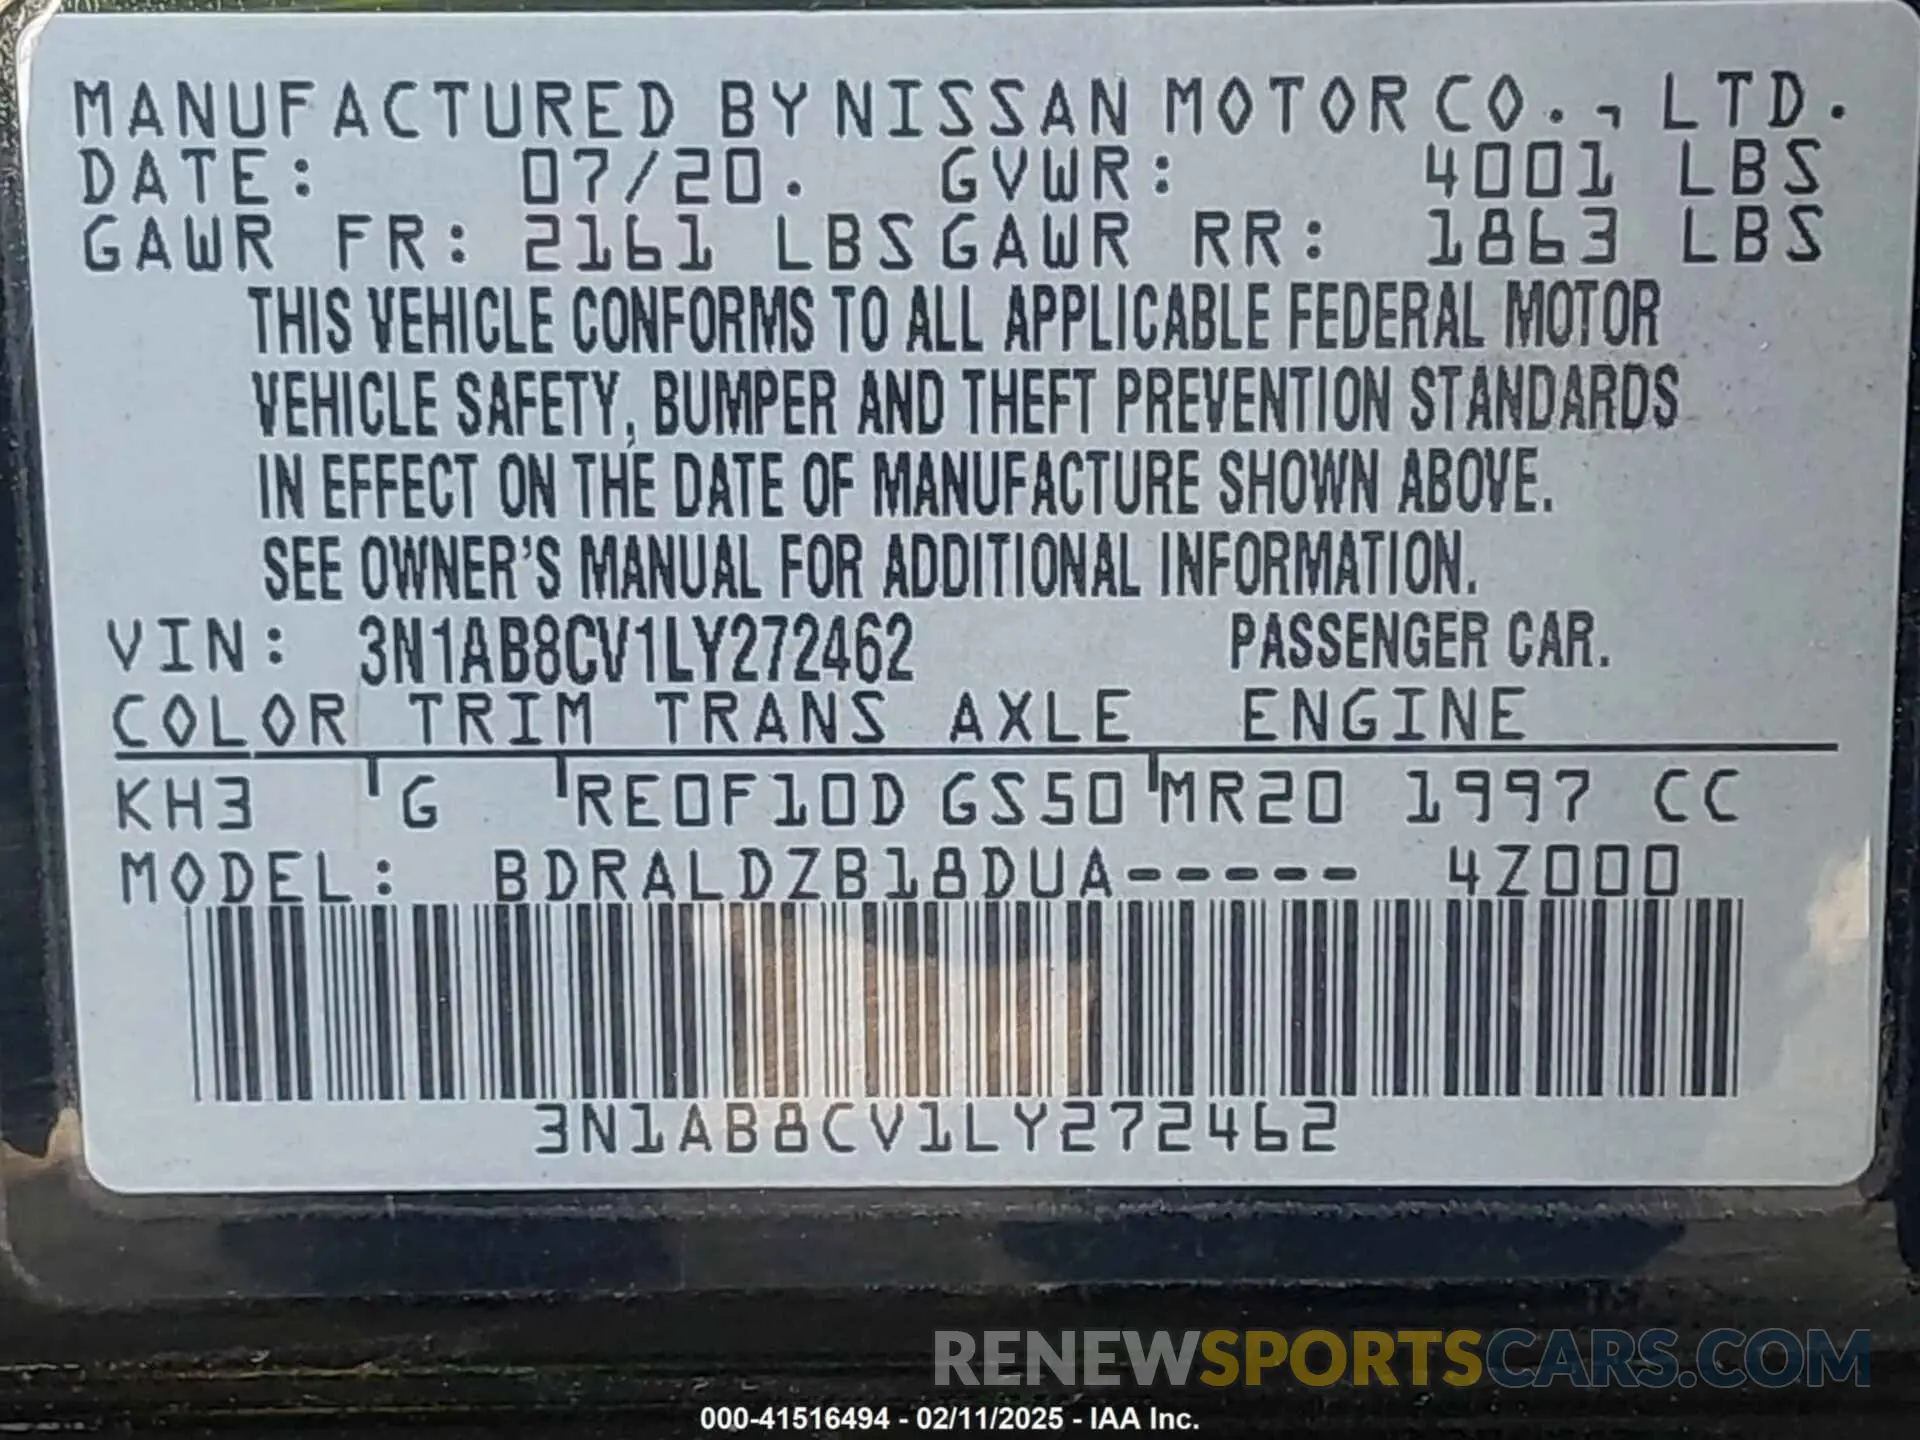 MANUFACTURED BY NISSAN MOTOR CO., LTD.
DATE: 07/20. GVWR: 4001 LBS
GAWR FR: 2161 LBS GAWR RR: 1863 LBS
THIS VEHICLE CONFORMS TO ALL APPLICABLE FEDERAL MOTOR
VEHICLE SAFETY, BUMPER AND THEFT PREVENTION STANDARDS
IN EFFECT ON THE DATE OF MANUFACTURE SHOWN ABOVE.
SEE OWNER'S MANUAL FOR ADDITIONAL INFORMATION.
VIN: 3N1AB8CV1LY272462 PASSENGER CAR.
COLOR TRIM TRANS AXLE ENGINE
KH3 G RE0F10D GS50 MR20 1997 CC
MODEL: BDRALDZB18DUA----- 4Z000
3N1AB8CV1LY272462
RENEWSPORTSCARS.COM
000-41516494 - 02/11/2025 - IAA Inc.